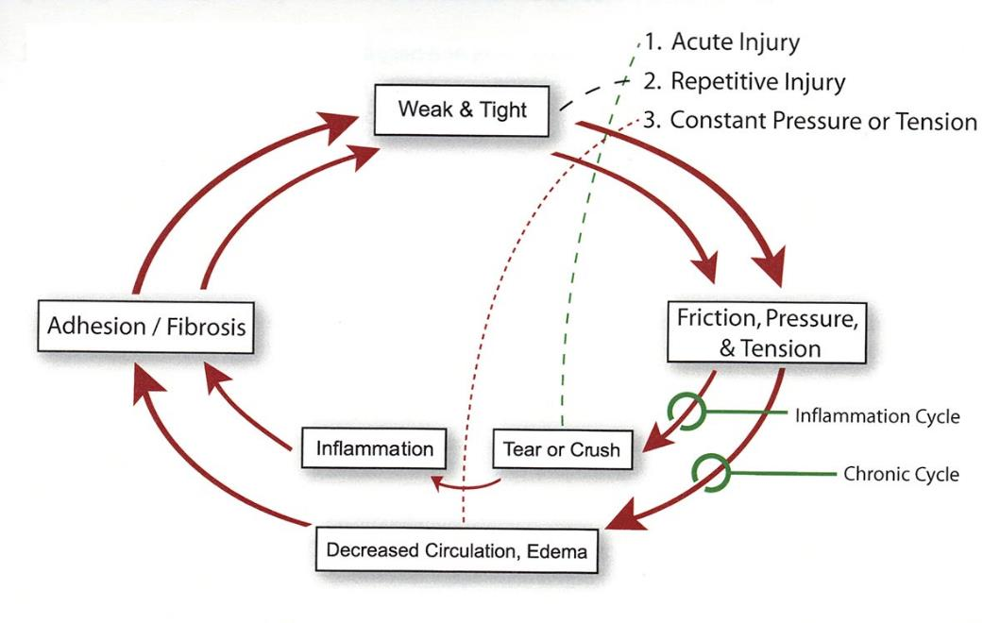 1. Acute Injury
2. Repetitive Injury
3. Constant Pressure or Tension
Weak & Tight
Adhesion / Fibrosis
Friction, Pressure,
& Tension
Inflammation Cycle
Inflammation
Tear or Crush
Chronic Cycle
Decreased Circulation, Edema